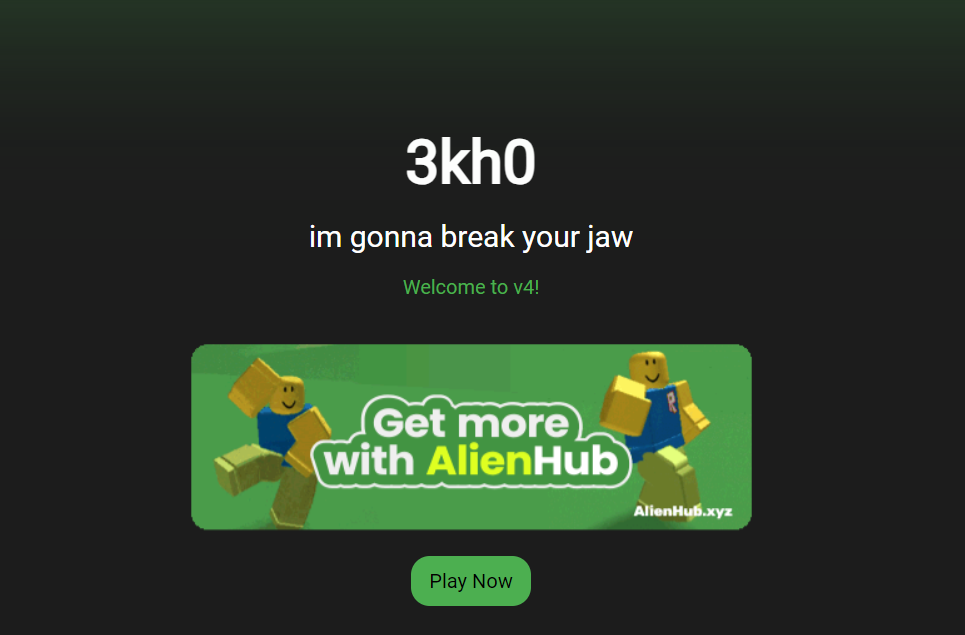 3kh0
im gonna break your jaw
Welcome to v4!
Get more
with AlienHub
AlienHub.xyz
Play Now